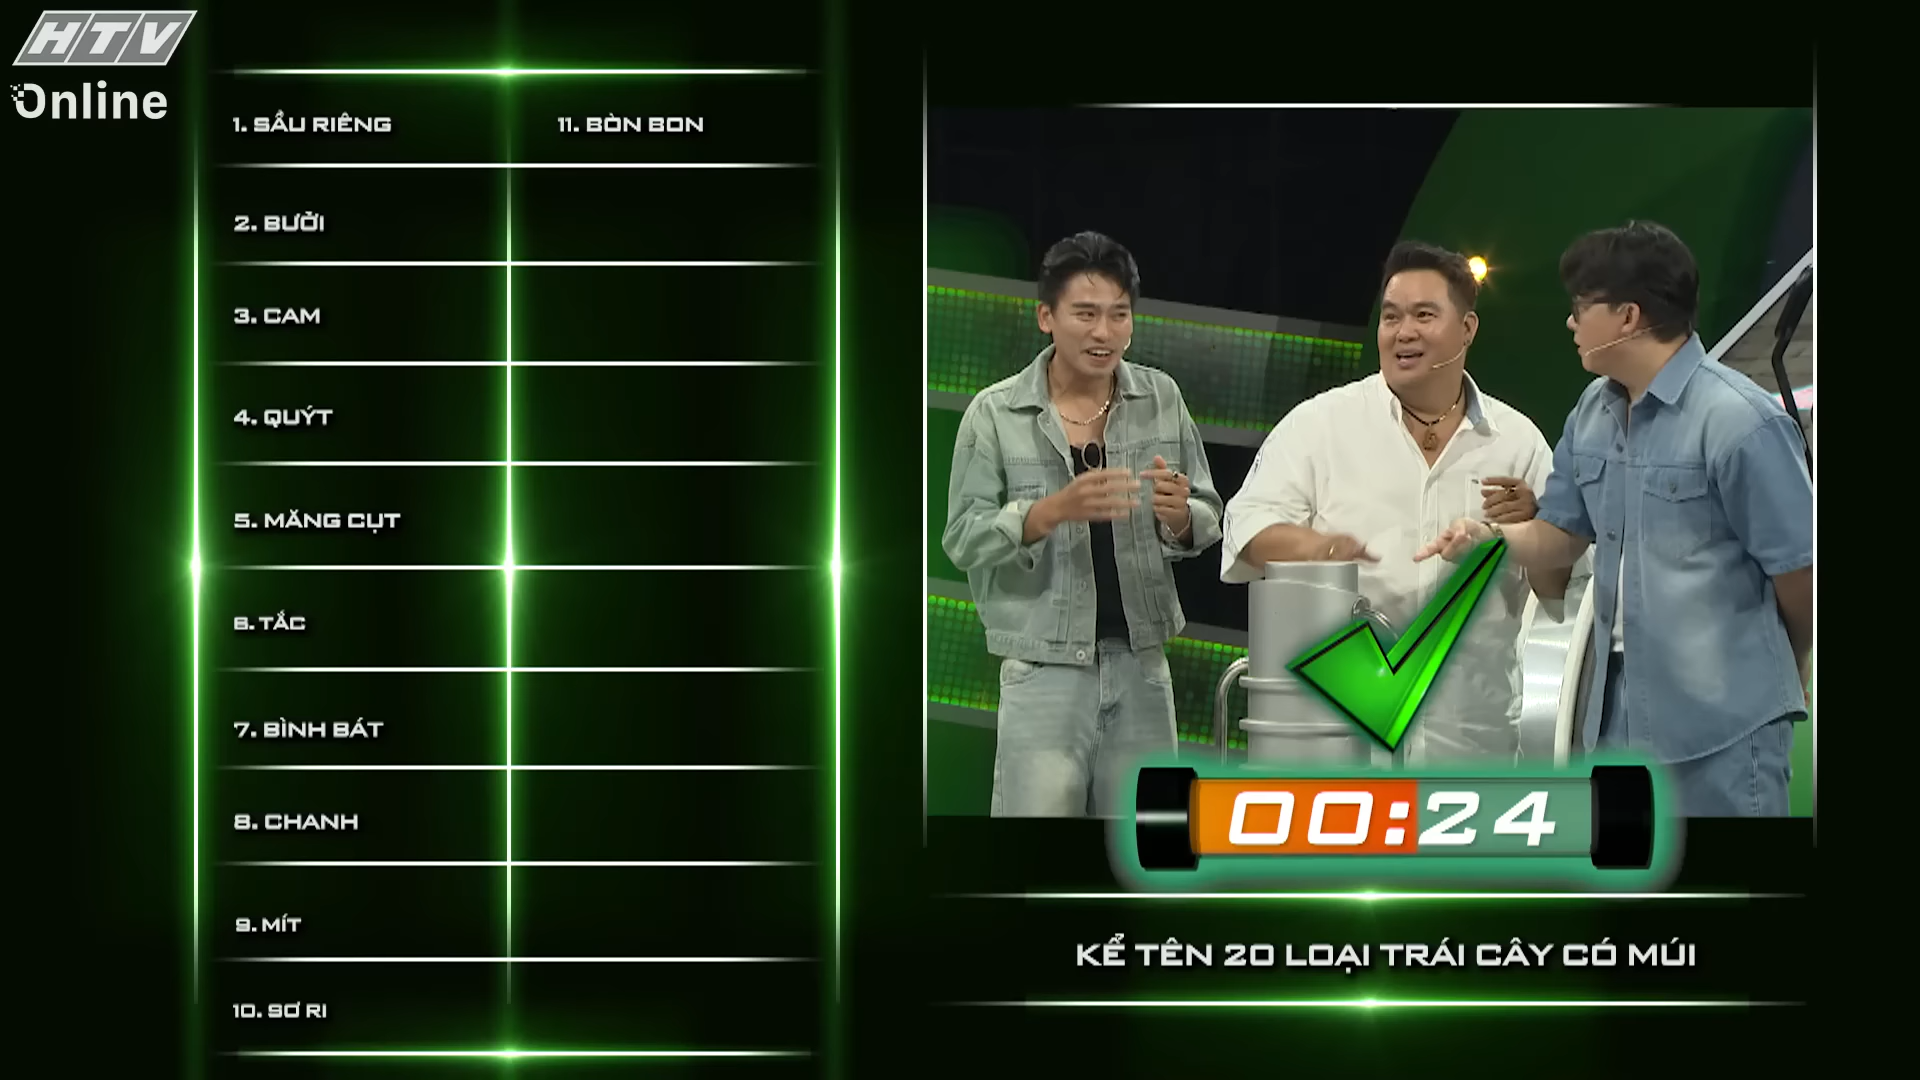 HTV
Online
1. SẦU RIÊNG
2. BƯỞI
3. CAM
4. QUÝT
5. MĂNG CỤT
6. TẮC
7. BÌNH BÁT
8. CHANH
9. MÍT
10. SƠ RI
11. BÒN BON
00:24
KỂ TÊN 20 LOẠI TRÁI CÂY CÓ MÚI